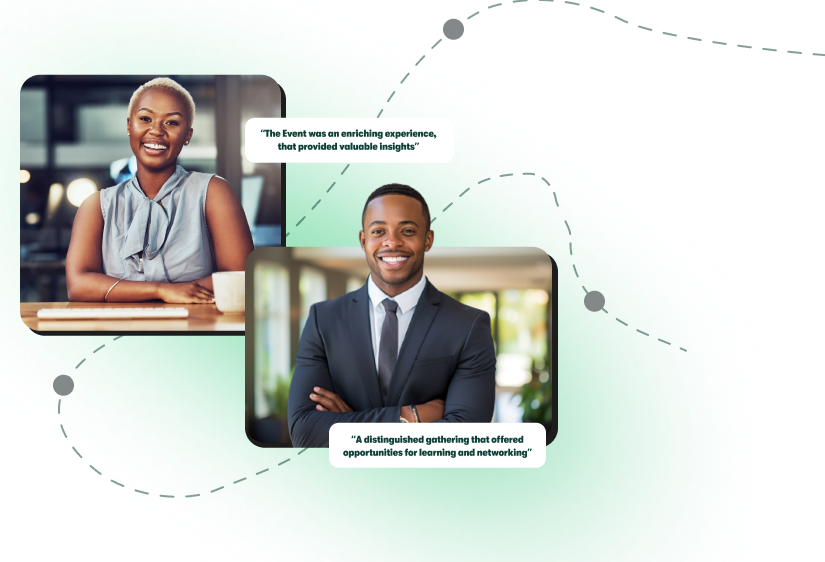 “The Event was an enriching experience,
that provided valuable insights”
“A distinguished gathering that offered
opportunities for learning and networking”